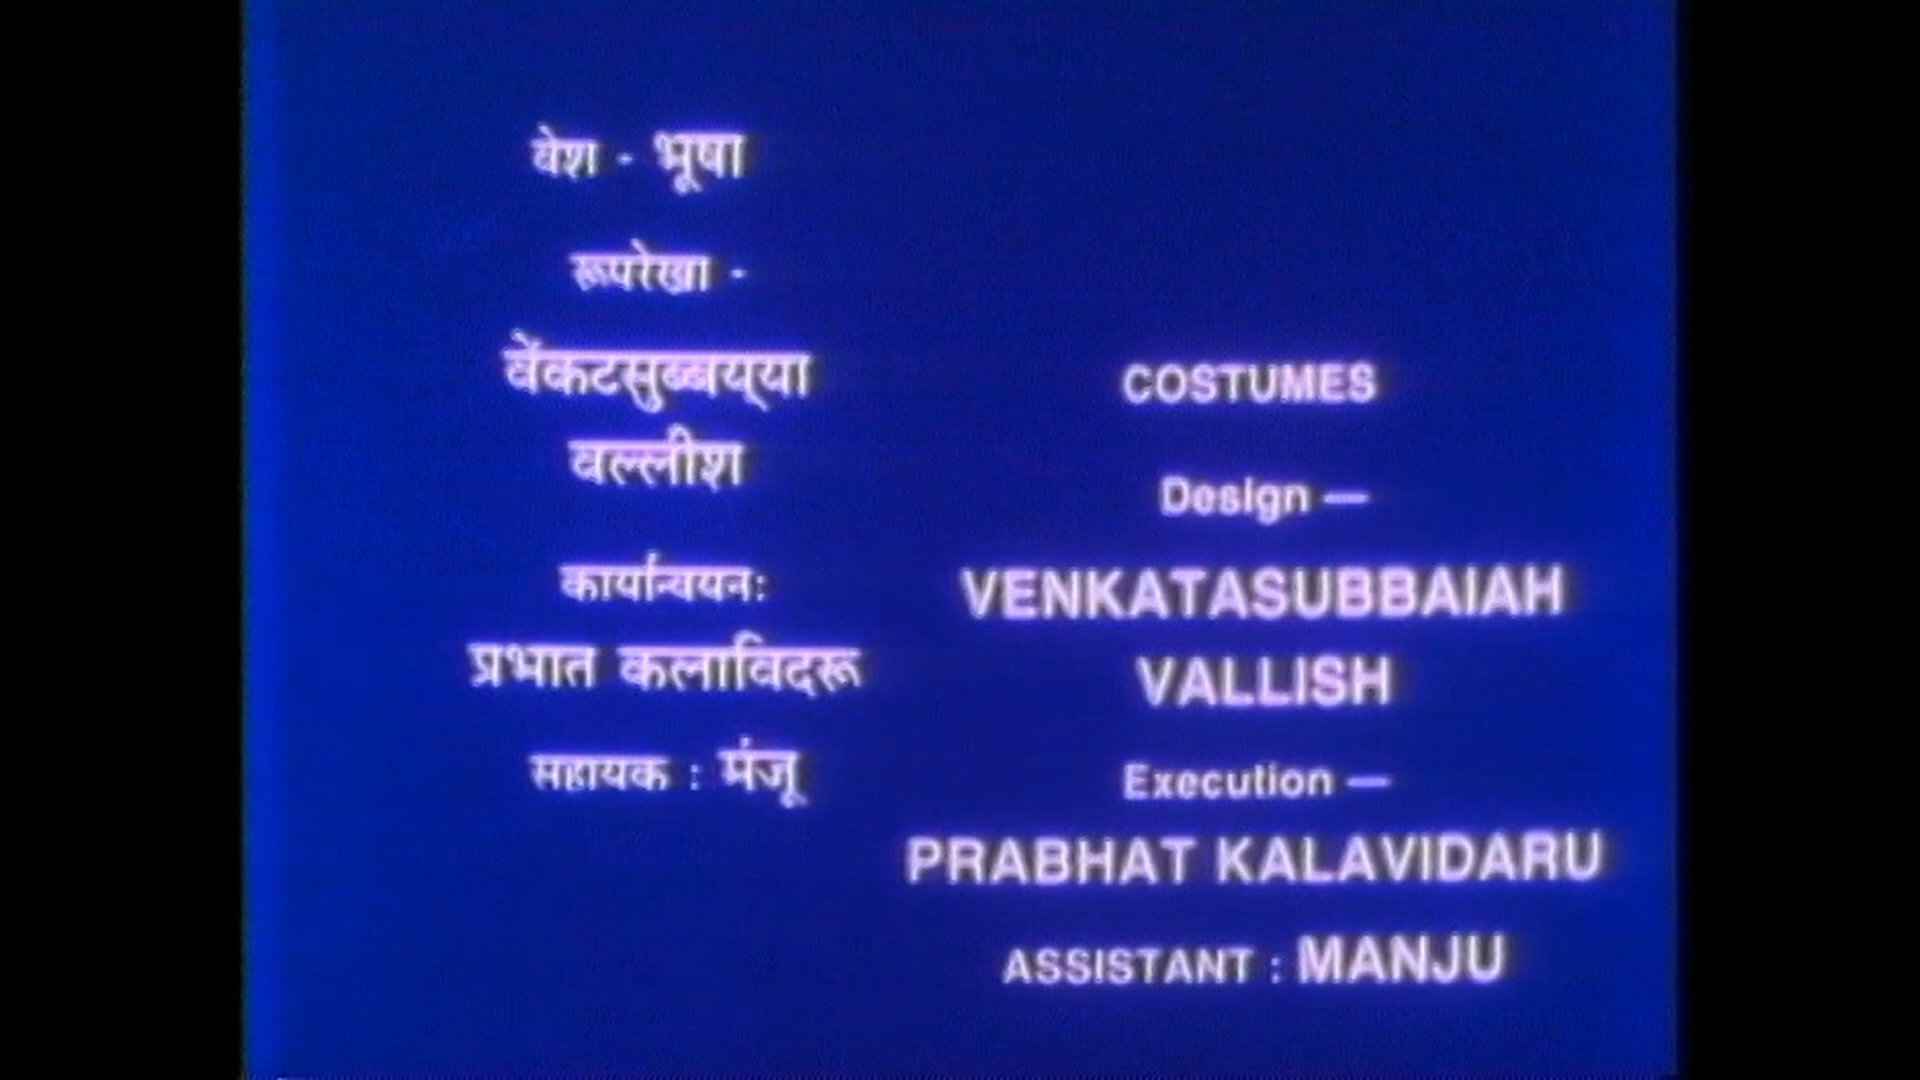 वेश - भूषा
रूपरेखा -
वेंकटसुब्बय्‌या
वल्लीश
कार्यान्वयनः
प्रभात कलाविदरू
सहायक : मंजू
COSTUMES
Design —
VENKATASUBBAIAH
VALLISH
Execution —
PRABHAT KALAVIDARU
ASSISTANT : MANJU